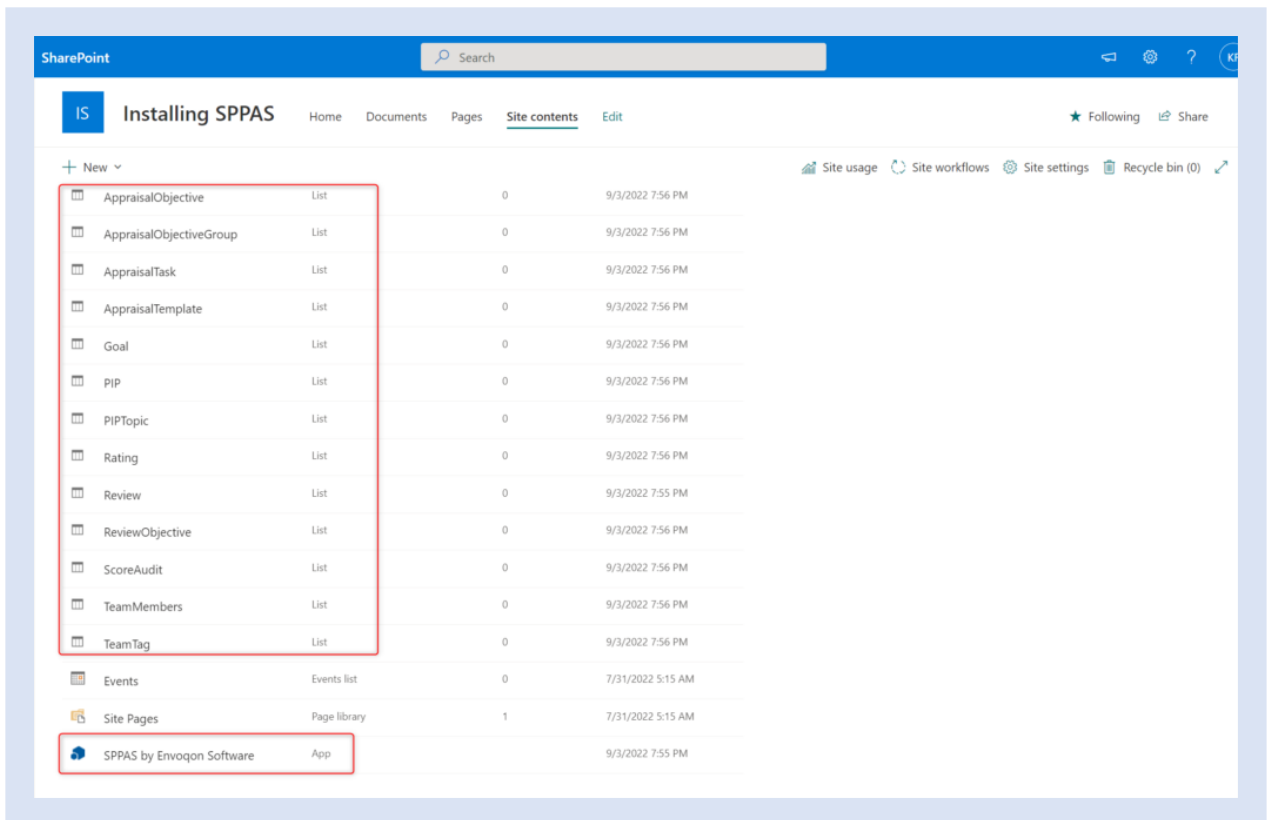 SharePoint
Search
?
KF
IS
Installing SPPAS Home Documents Pages Site contents Edit
Following Share
New
Site usage Site workflows Site settings Recycle bin (0)
AppraisalObjective List 0 9/3/2022 7:56 PM
AppraisalObjectiveGroup List 0 9/3/2022 7:56 PM
AppraisalTask List 0 9/3/2022 7:56 PM
AppraisalTemplate List 0 9/3/2022 7:56 PM
Goal List 0 9/3/2022 7:56 PM
PIP List 0 9/3/2022 7:56 PM
PIPTopic List 0 9/3/2022 7:56 PM
Rating List 0 9/3/2022 7:56 PM
Review List 0 9/3/2022 7:55 PM
ReviewObjective List 0 9/3/2022 7:56 PM
ScoreAudit List 0 9/3/2022 7:56 PM
TeamMembers List 0 9/3/2022 7:56 PM
TeamTag List 0 9/3/2022 7:56 PM
Events Events list 0 7/31/2022 5:15 AM
Site Pages Page library 1 7/31/2022 5:15 AM
SPPAS by Envoqon Software App 9/3/2022 7:55 PM